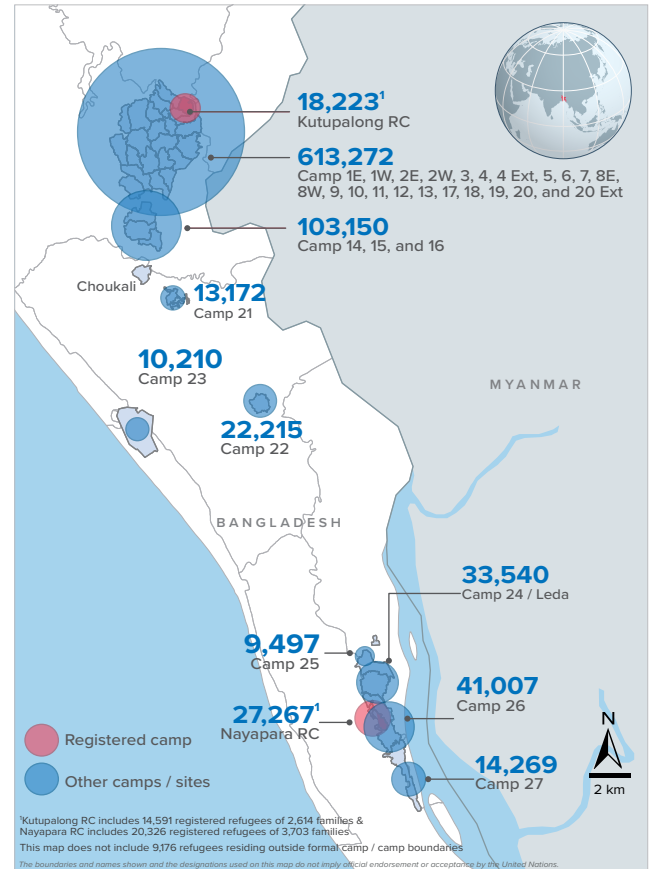 18,223¹
Kutupalong RC
613,272
Camp 1E, 1W, 2E, 2W, 3, 4, 4 Ext, 5, 6, 7, 8E,
8W, 9, 10, 11, 12, 13, 17, 18, 19, 20, and 20 Ext
103,150
Camp 14, 15, and 16
Choukali
13,172
Camp 21
10,210
Camp 23
MYANMAR
22,215
Camp 22
BANGLADESH
33,540
Camp 24 / Leda
9,497
Camp 25
41,007
Camp 26
27,267¹
Nayapara RC
N
Registered camp
14,269
Camp 27
Other camps / sites
2 km
¹Kutupalong RC includes 14,591 registered refugees of 2,614 families &
Nayapara RC includes 20,326 registered refugees of 3,703 families
This map does not include 9,176 refugees residing outside formal camp / camp boundaries
The boundaries and names shown and the designations used on this map do not imply official endorsement or acceptance by the United Nations.